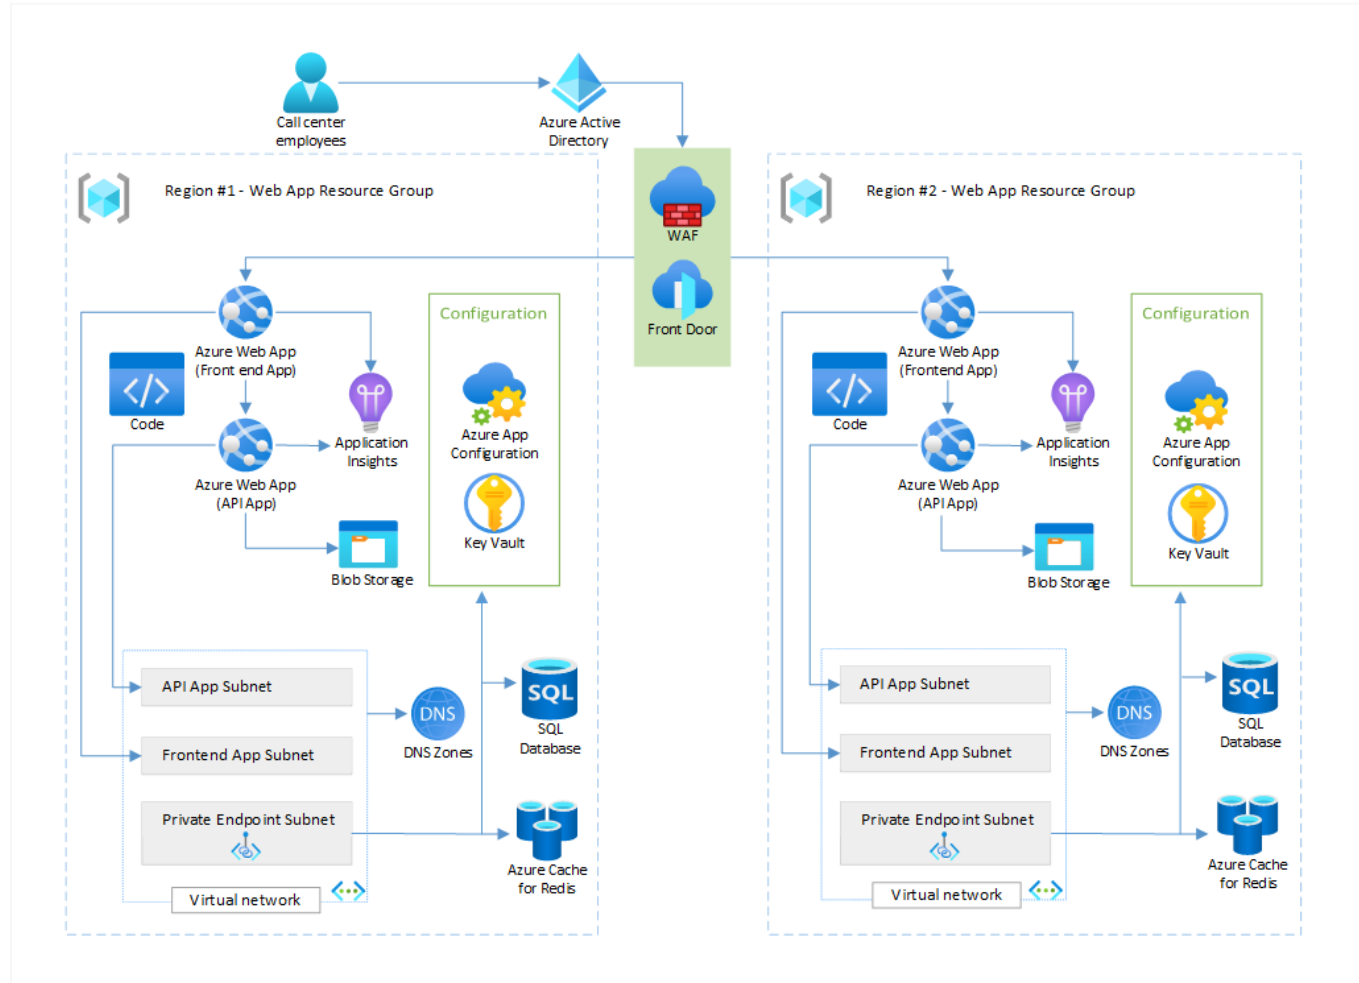 Call center
employees
Azure Active
Directory
Region #1 - Web App Resource Group
WAF
Front Door
Azure Web App
(Front end App)
Code
Application
Insights
Azure Web App
(API App)
Blob Storage
Configuration
Azure App
Configuration
Key Vault
API App Subnet
Frontend App Subnet
Private Endpoint Subnet
Virtual network
DNS
DNS Zones
SQL
SQL
Database
Azure Cache
for Redis
Region #2 - Web App Resource Group
Azure Web App
(Frontend App)
Code
Application
Insights
Azure Web App
(API App)
Blob Storage
Configuration
Azure App
Configuration
Key Vault
API App Subnet
Frontend App Subnet
Private Endpoint Subnet
Virtual network
DNS
DNS Zones
SQL
SQL
Database
Azure Cache
for Redis